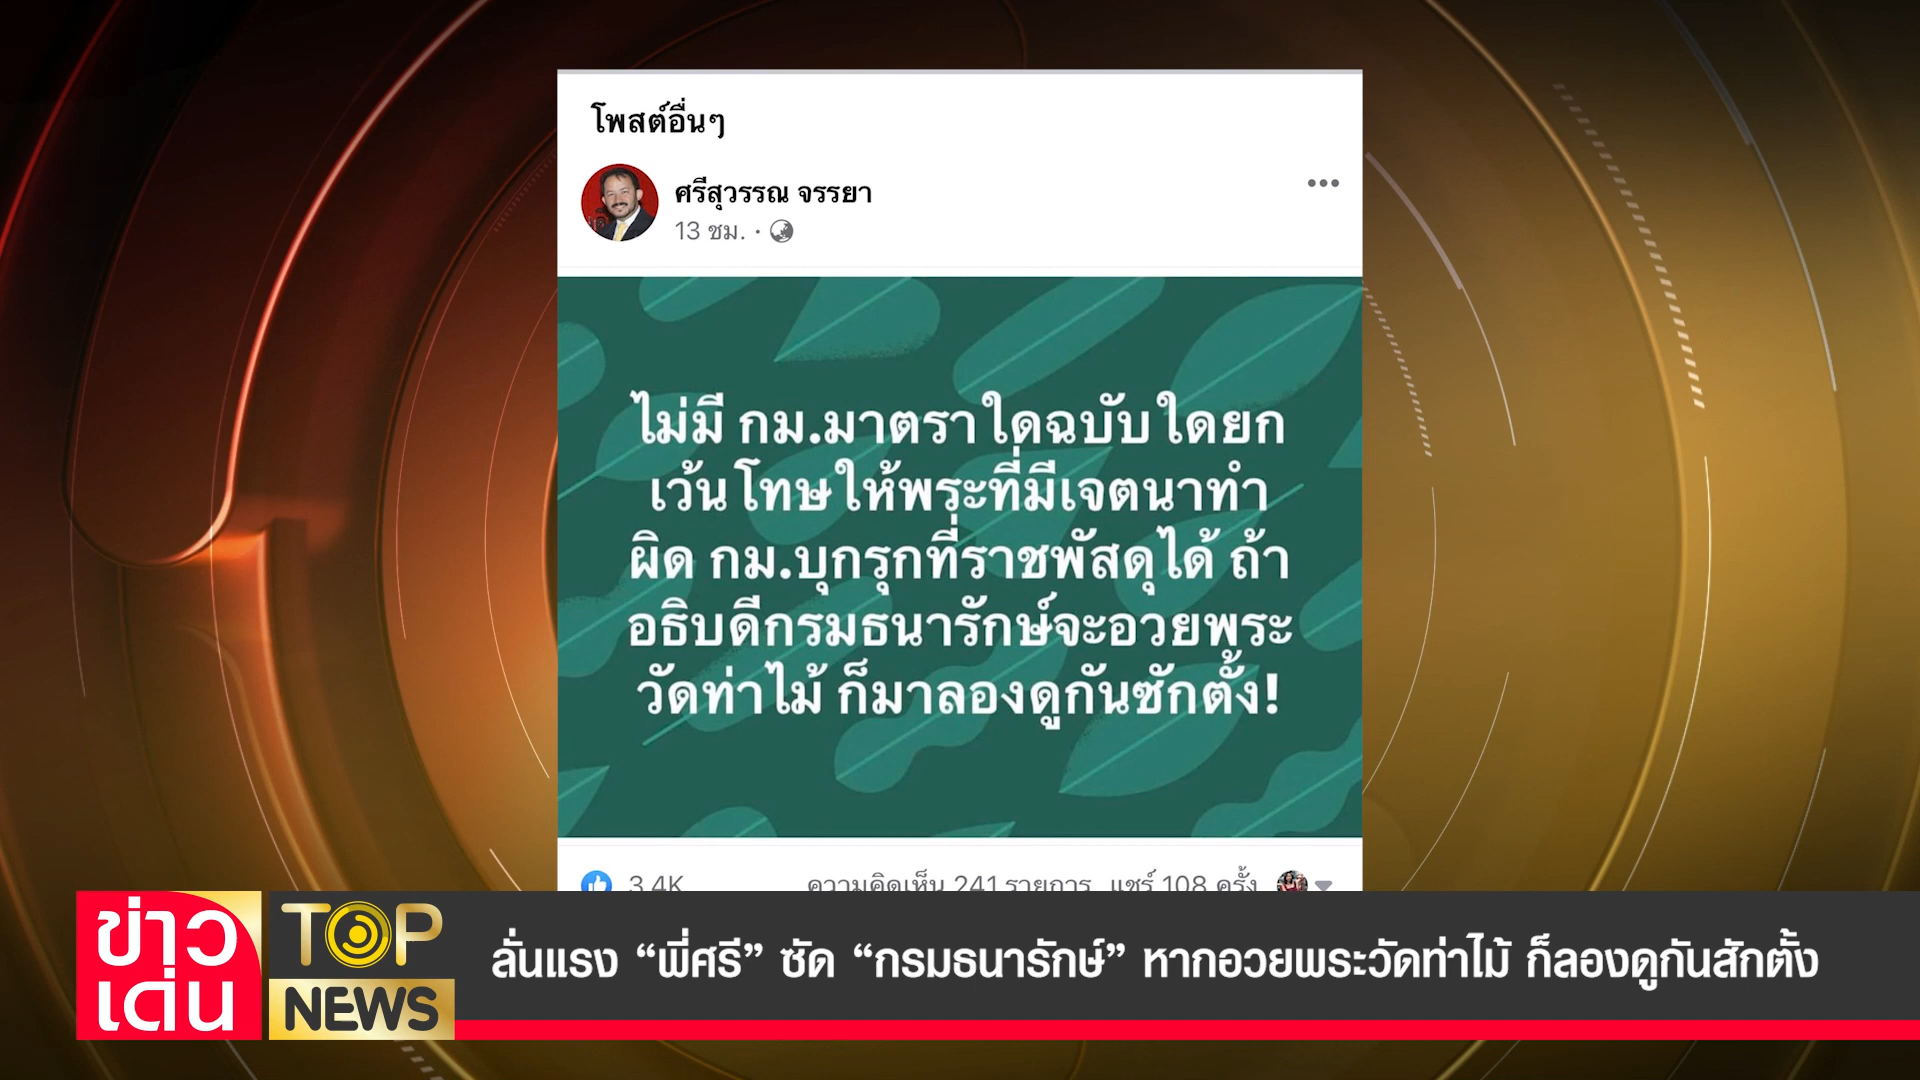 โพสต์อื่นๆ
ศรีสุวรรณ จรรยา
13 ชม. ·
ไม่มี กม.มาตราใดฉบับใดยก
เว้นโทษให้พระที่มีเจตนาทำ
ผิด กม.บุกรุกที่ราชพัสดุได้ ถ้า
อธิบดีกรมธนารักษ์จะอวยพระ
วัดท่าไม้ ก็มาลองดูกันซักตั้ง!
3.4K ความคิดเห็น 241 รายการ แชร์ 108 ครั้ง
ข่าว
เด่น
TOP
NEWS
ลั่นแรง “พี่ศรี” ซัด “กรมธนารักษ์” หากอวยพระวัดท่าไม้ ก็ลองดูกันสักตั้ง